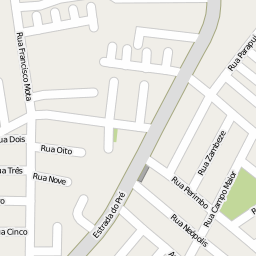 Rua Francisco Mota
Rua Parapu
Rua Dois
Rua Oito
Rua Zambeze
Rua Três
Rua Nove
Rua Perimbo
Rua Campo Maior
Estrada do Pré
Rua Neópolis
Rua Cinco